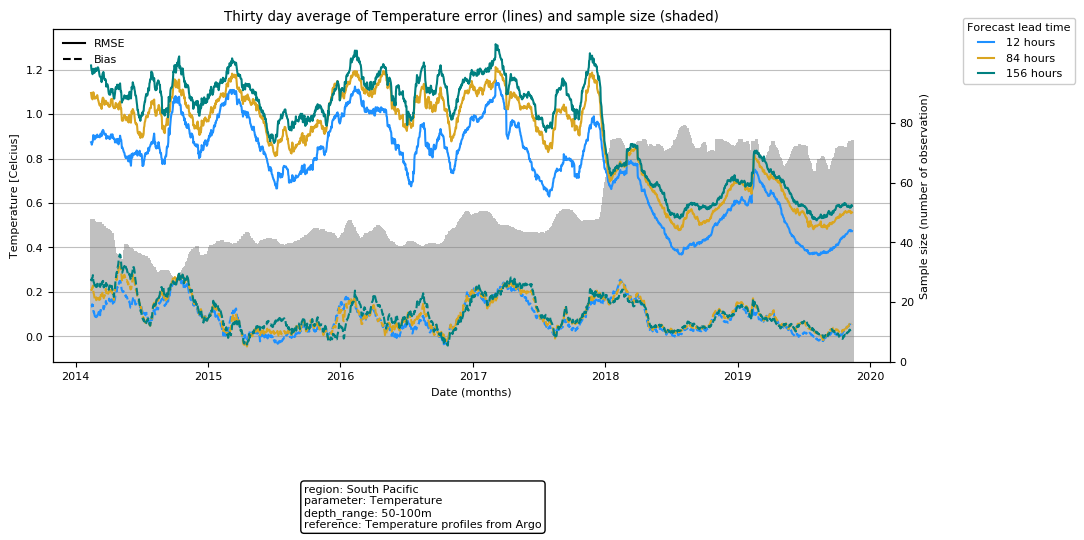 Thirty day average of Temperature error (lines) and sample size (shaded)
RMSE
Bias
Forecast lead time
12 hours
84 hours
156 hours
Temperature [Celcius]
1.2
1.0
0.8
0.6
0.4
0.2
0.0
Sample size (number of observation)
80
60
40
20
0
2014
2015
2016
2017
2018
2019
2020
Date (months)
region: South Pacific
parameter: Temperature
depth_range: 50-100m
reference: Temperature profiles from Argo